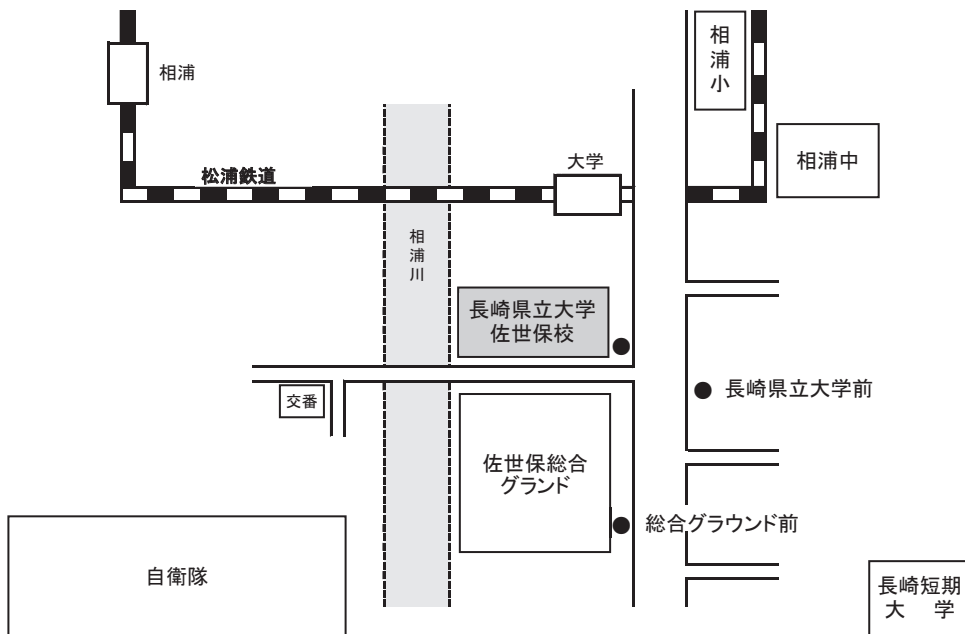 相浦小
相浦
相浦中
大学
松浦鉄道
相浦川
長崎県立大学
佐世保校
長崎県立大学前
交番
佐世保総合
グランド
総合グラウンド前
自衛隊
長崎短期
大　学